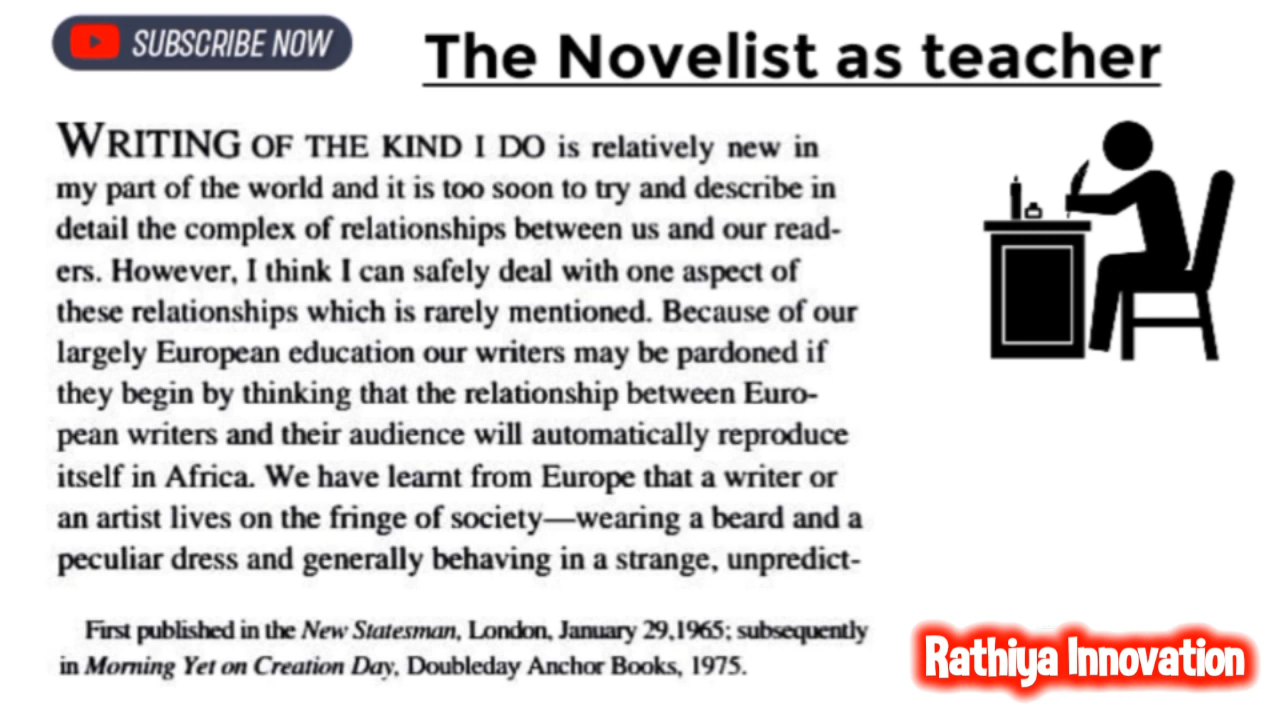 SUBSCRIBE NOW
The Novelist as teacher
WRITING OF THE KIND I DO is relatively new in
my part of the world and it is too soon to try and describe in
detail the complex of relationships between us and our read-
ers. However, I think I can safely deal with one aspect of
these relationships which is rarely mentioned. Because of our
largely European education our writers may be pardoned if
they begin by thinking that the relationship between Euro-
pean writers and their audience will automatically reproduce
itself in Africa. We have learnt from Europe that a writer or
an artist lives on the fringe of society—wearing a beard and a
peculiar dress and generally behaving in a strange, unpredict-
First published in the New Statesman, London, January 29,1965; subsequently
in Morning Yet on Creation Day, Doubleday Anchor Books, 1975.
Rathiya Innovation